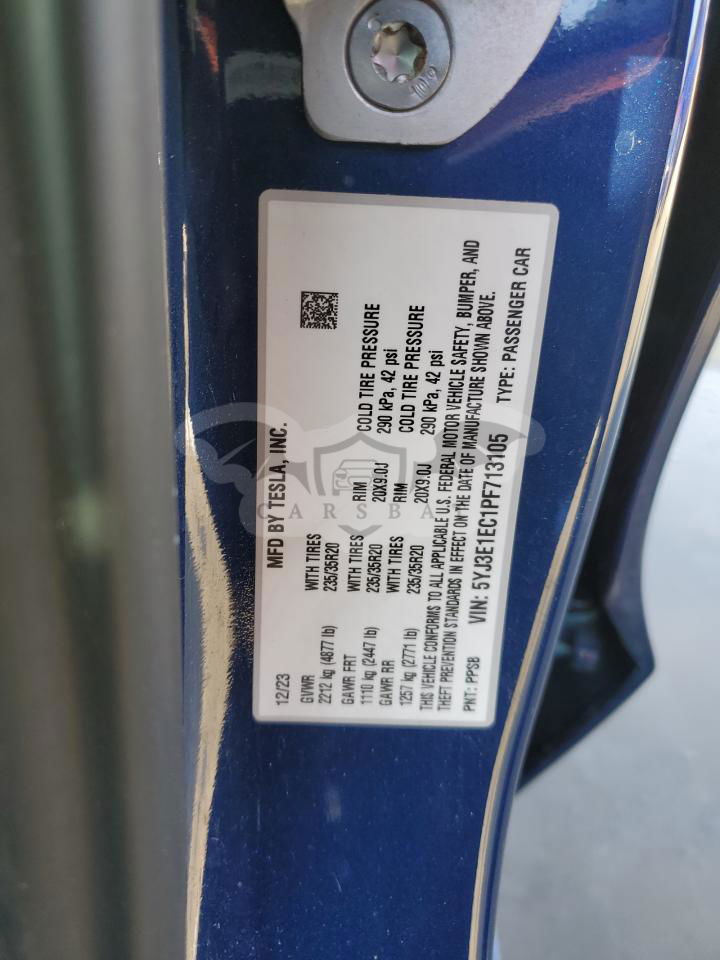 MFD BY TESLA, INC.
12/23
GVWR WITH TIRES RIM COLD TIRE PRESSURE
2212 kg (4877 lb) 235/35R20 20X9.0J 290 kPa, 42 psi
GAWR FRT WITH TIRES RIM COLD TIRE PRESSURE
1110 kg (2447 lb) 235/35R20 20X9.0J 290 kPa, 42 psi
GAWR RR WITH TIRES
1257 kg (2771 lb) 235/35R20
THIS VEHICLE CONFORMS TO ALL APPLICABLE U.S. FEDERAL MOTOR VEHICLE SAFETY, BUMPER, AND
THEFT PREVENTION STANDARDS IN EFFECT ON THE DATE OF MANUFACTURE SHOWN ABOVE.
PNT: PPSB VIN: 5YJ3E1EC1PF713105 TYPE: PASSENGER CAR
CARSBA